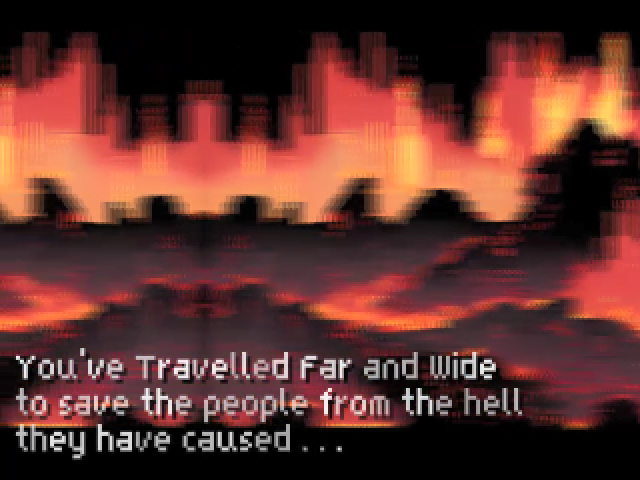 You've Travelled Far and Wide
to save the people from the hell
they have caused ...